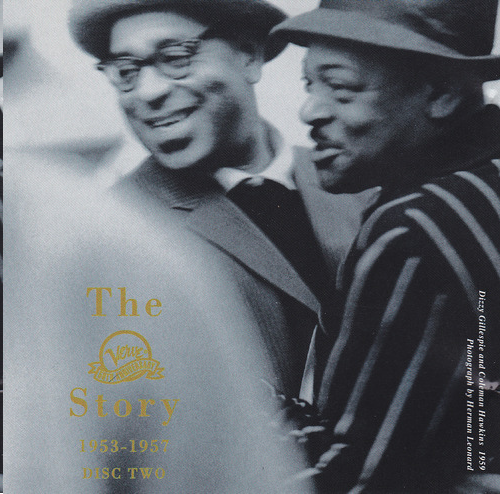 The
Verve
Story
1953-1957
DISC TWO
Dizzy Gillespie and Coleman Hawkins 1959
Photograph by Herman Leonard